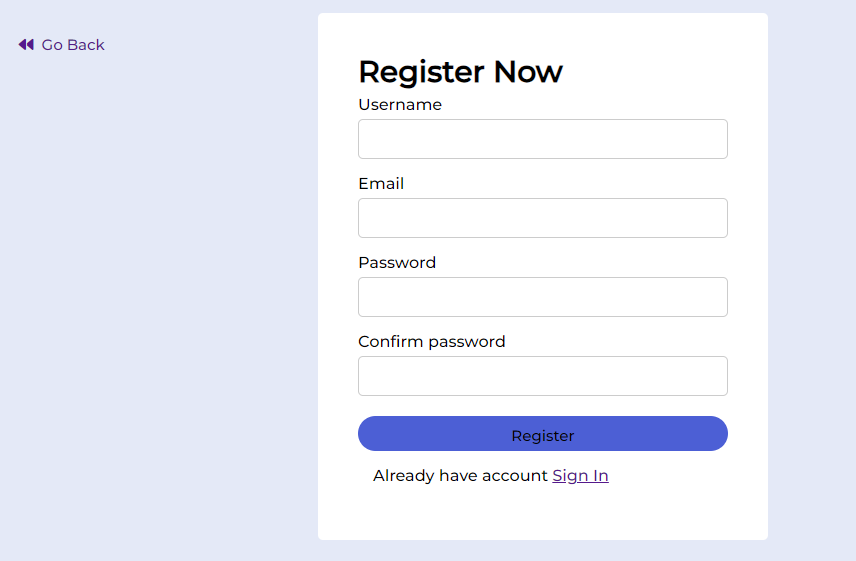 Go Back
Register Now
Username
Email
Password
Confirm password
Register
Already have account Sign In